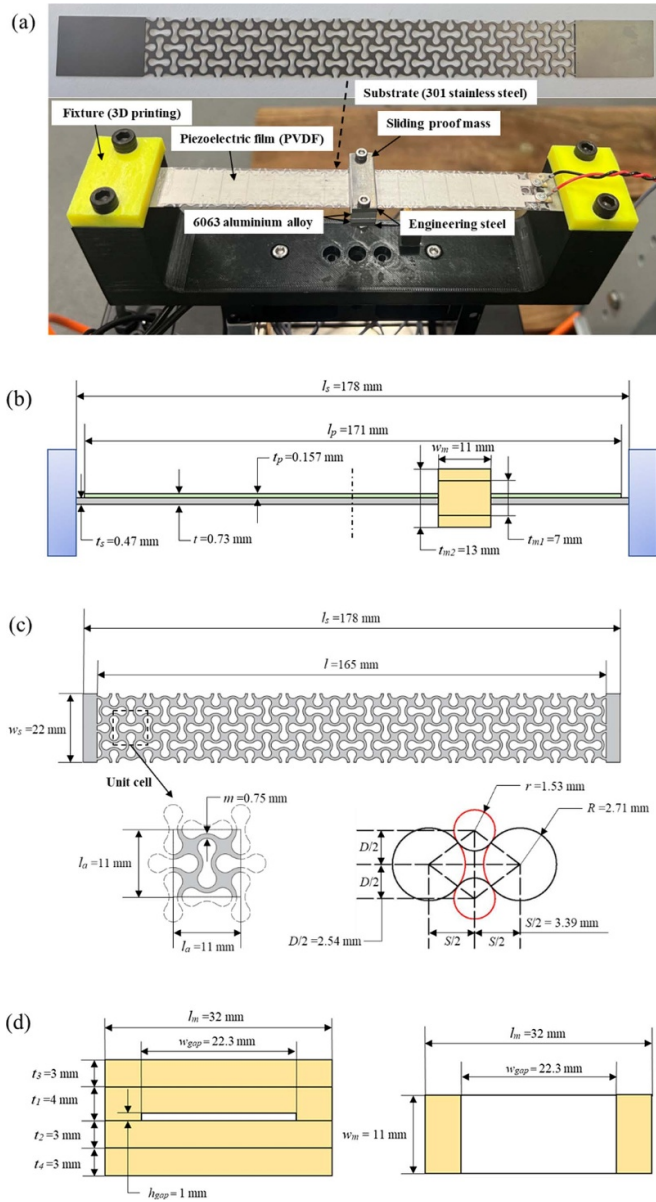 (a)
Substrate (301 stainless steel)
Fixture (3D printing)
Sliding proof mass
Piezoelectric film (PVDF)
6063 aluminium alloy
Engineering steel
(b)
lₛ =178 mm
lₚ =171 mm
tₚ =0.157 mm
wₘ =11 mm
tₛ =0.47 mm
t =0.73 mm
tₘ₂ =13 mm
tₘ₁ =7 mm
(c)
lₛ =178 mm
l =165 mm
wₛ =22 mm
Unit cell
m =0.75 mm
lₐ =11 mm
lₐ =11 mm
r =1.53 mm
R =2.71 mm
D/2
D/2
D/2 =2.54 mm
S/2
S/2
S/2 = 3.39 mm
(d)
lₘ = 32 mm
w_gap = 22.3 mm
t₃ = 3 mm
t₁ = 4 mm
t₂ = 3 mm
t₄ = 3 mm
h_gap = 1 mm
lₘ = 32 mm
w_gap = 22.3 mm
wₘ = 11 mm